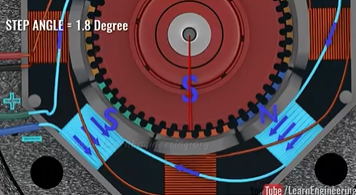 STEP ANGLE = 1.8 Degree
S
S
N
+
-
Tube /LearnEngineering